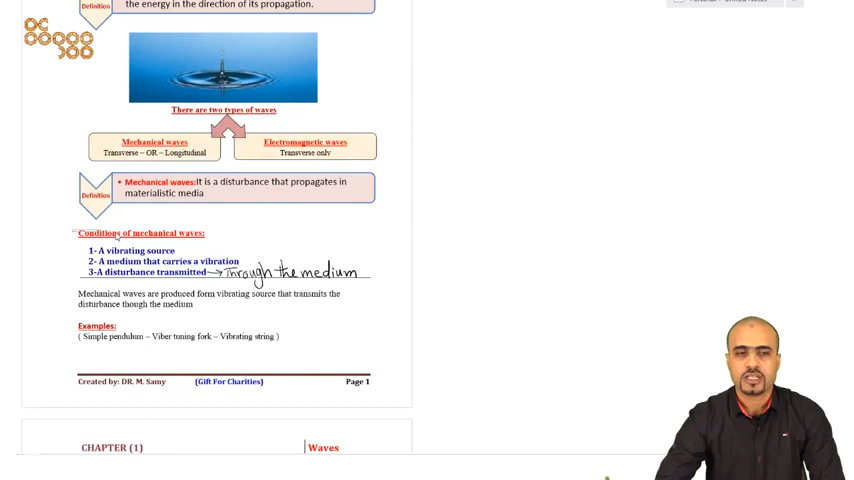 the energy in the direction of its propagation.
Definition
There are two types of waves
Mechanical waves
Transverse – OR – Longitudinal
Electromagnetic waves
Transverse only
Definition
• Mechanical waves:It is a disturbance that propagates in
materialistic media
Conditions of mechanical waves:
1- A vibrating source
2- A medium that carries a vibration
3-A disturbance transmitted → Through the medium
Mechanical waves are produced form vibrating source that transmits the
disturbance though the medium
Examples:
( Simple pendulum – Viber tuning fork – Vibrating string )
Created by: DR. M. Samy (Gift For Charities) Page 1
CHAPTER (1) Waves